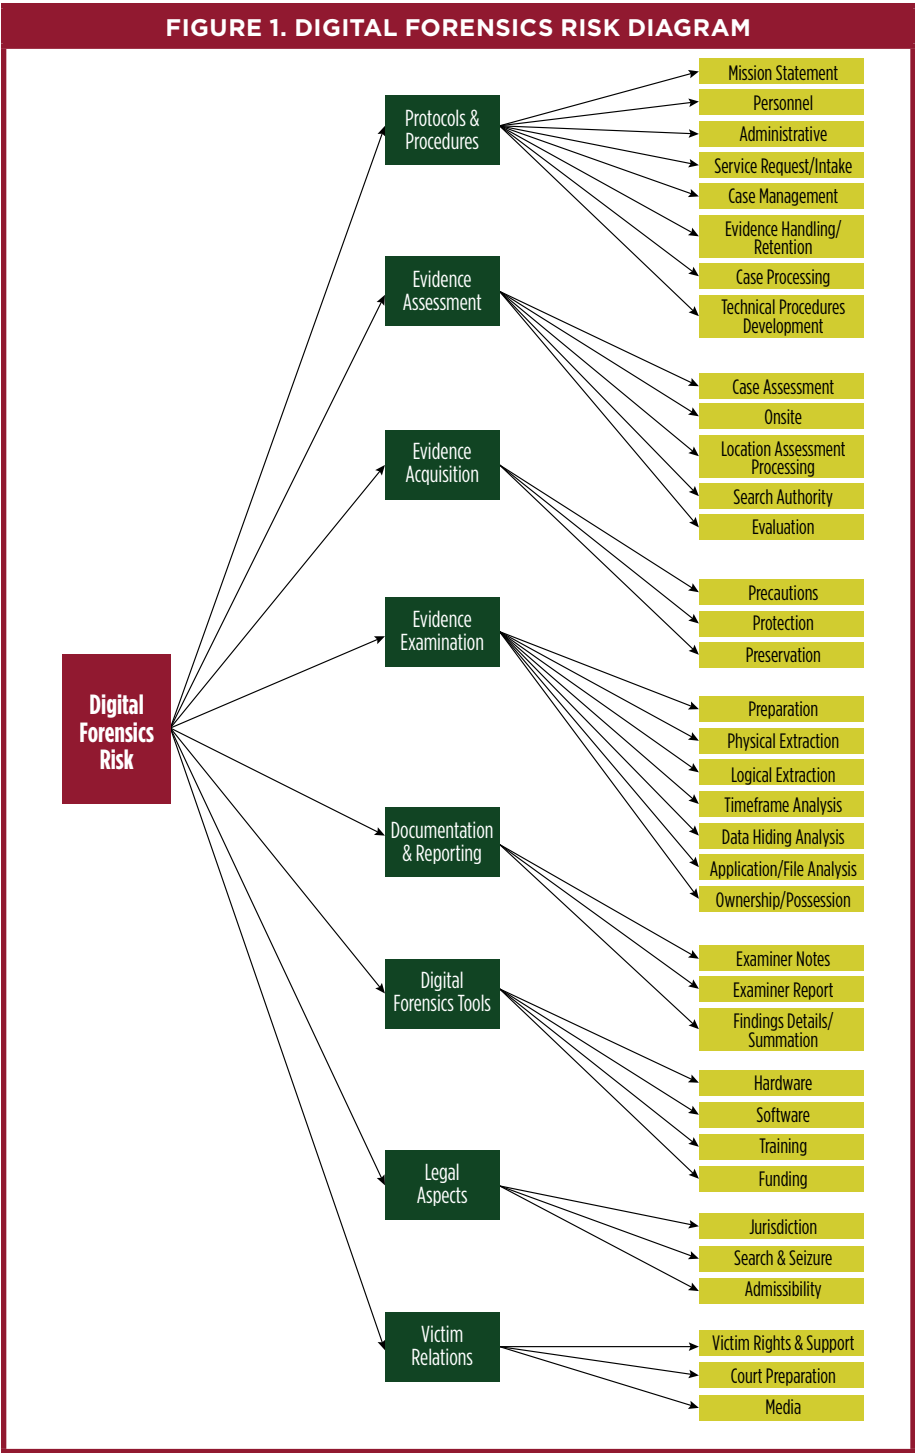 FIGURE 1. DIGITAL FORENSICS RISK DIAGRAM
Digital
Forensics
Risk
Protocols &
Procedures
Mission Statement
Personnel
Administrative
Service Request/Intake
Case Management
Evidence Handling/
Retention
Case Processing
Technical Procedures
Development
Evidence
Assessment
Case Assessment
Onsite
Location Assessment
Processing
Search Authority
Evaluation
Evidence
Acquisition
Precautions
Protection
Preservation
Evidence
Examination
Preparation
Physical Extraction
Logical Extraction
Timeframe Analysis
Data Hiding Analysis
Application/File Analysis
Ownership/Possession
Documentation
& Reporting
Examiner Notes
Examiner Report
Findings Details/
Summation
Digital
Forensics Tools
Hardware
Software
Training
Funding
Legal
Aspects
Jurisdiction
Search & Seizure
Admissibility
Victim
Relations
Victim Rights & Support
Court Preparation
Media